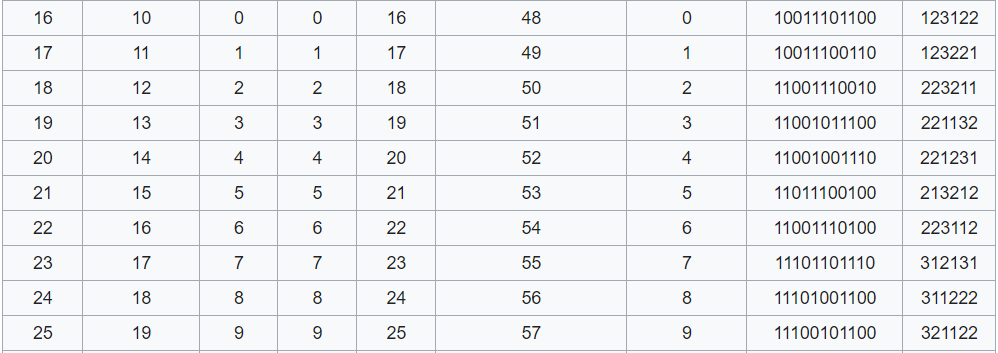 16 10 0 0 16 48 0 10011101100 123122
17 11 1 1 17 49 1 10011100110 123221
18 12 2 2 18 50 2 11001110010 223211
19 13 3 3 19 51 3 11001011100 221132
20 14 4 4 20 52 4 11001001110 221231
21 15 5 5 21 53 5 11011100100 213212
22 16 6 6 22 54 6 11001110100 223112
23 17 7 7 23 55 7 11101101110 312131
24 18 8 8 24 56 8 11101001100 311222
25 19 9 9 25 57 9 11100101100 321122